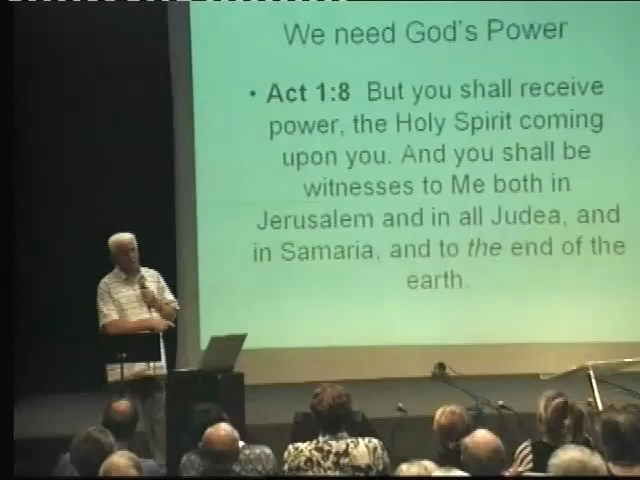 We need God's Power
• Act 1:8 But you shall receive
power, the Holy Spirit coming
upon you. And you shall be
witnesses to Me both in
Jerusalem and in all Judea, and
in Samaria, and to the end of the
earth.